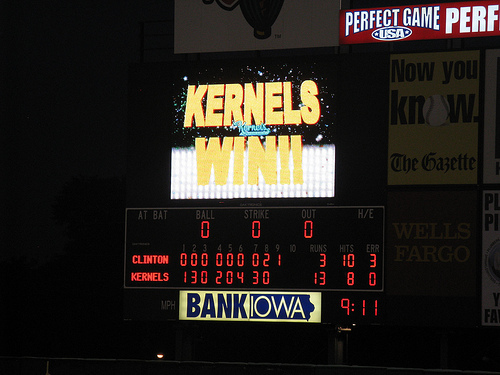 PERFECT GAME PERF
USA
KERNELS
Kernels
WIN!!
Now you
know.
The Gazette
AT BAT BALL STRIKE OUT H/E
0 0 0
1 2 3 4 5 6 7 8 9 10 RUNS HITS ERR
CLINTON 000 000 021 3 10 3
KERNELS 130 204 30 13 8 0
WELLS
FARGO
MPH BANKIOWA 9:11